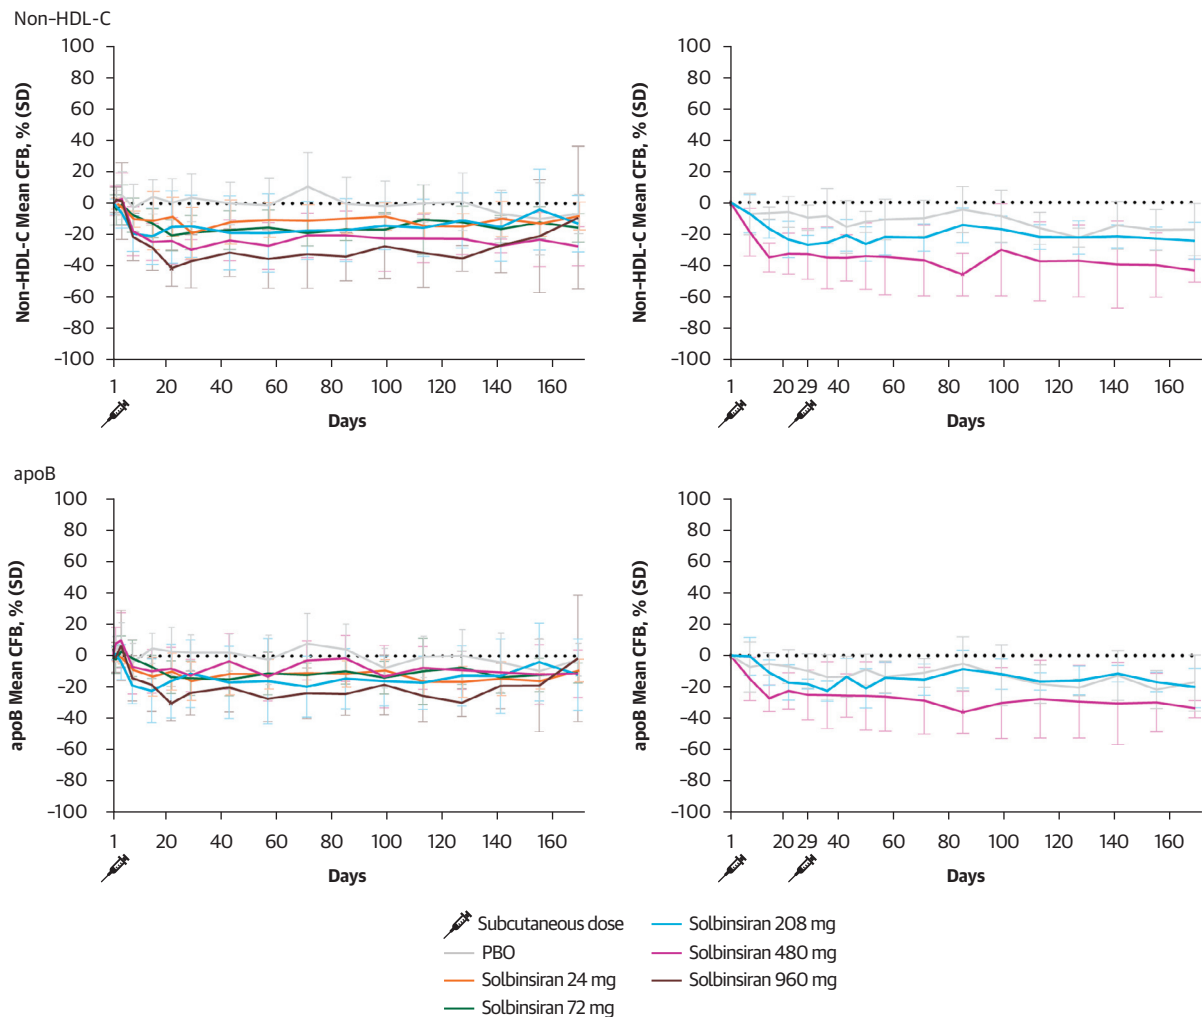 Non-HDL-C
Non-HDL-C Mean CFB, % (SD)
100
80
60
40
20
0
-20
-40
-60
-80
-100
1 20 40 60 80 100 120 140 160
Days
Non-HDL-C Mean CFB, % (SD)
100
80
60
40
20
0
-20
-40
-60
-80
-100
1 20 29 40 60 80 100 120 140 160
Days
apoB
apoB Mean CFB, % (SD)
100
80
60
40
20
0
-20
-40
-60
-80
-100
1 20 40 60 80 100 120 140 160
Days
apoB Mean CFB, % (SD)
100
80
60
40
20
0
-20
-40
-60
-80
-100
1 20 29 40 60 80 100 120 140 160
Days
Subcutaneous dose
PBO
Solbinsiran 24 mg
Solbinsiran 72 mg
Solbinsiran 208 mg
Solbinsiran 480 mg
Solbinsiran 960 mg